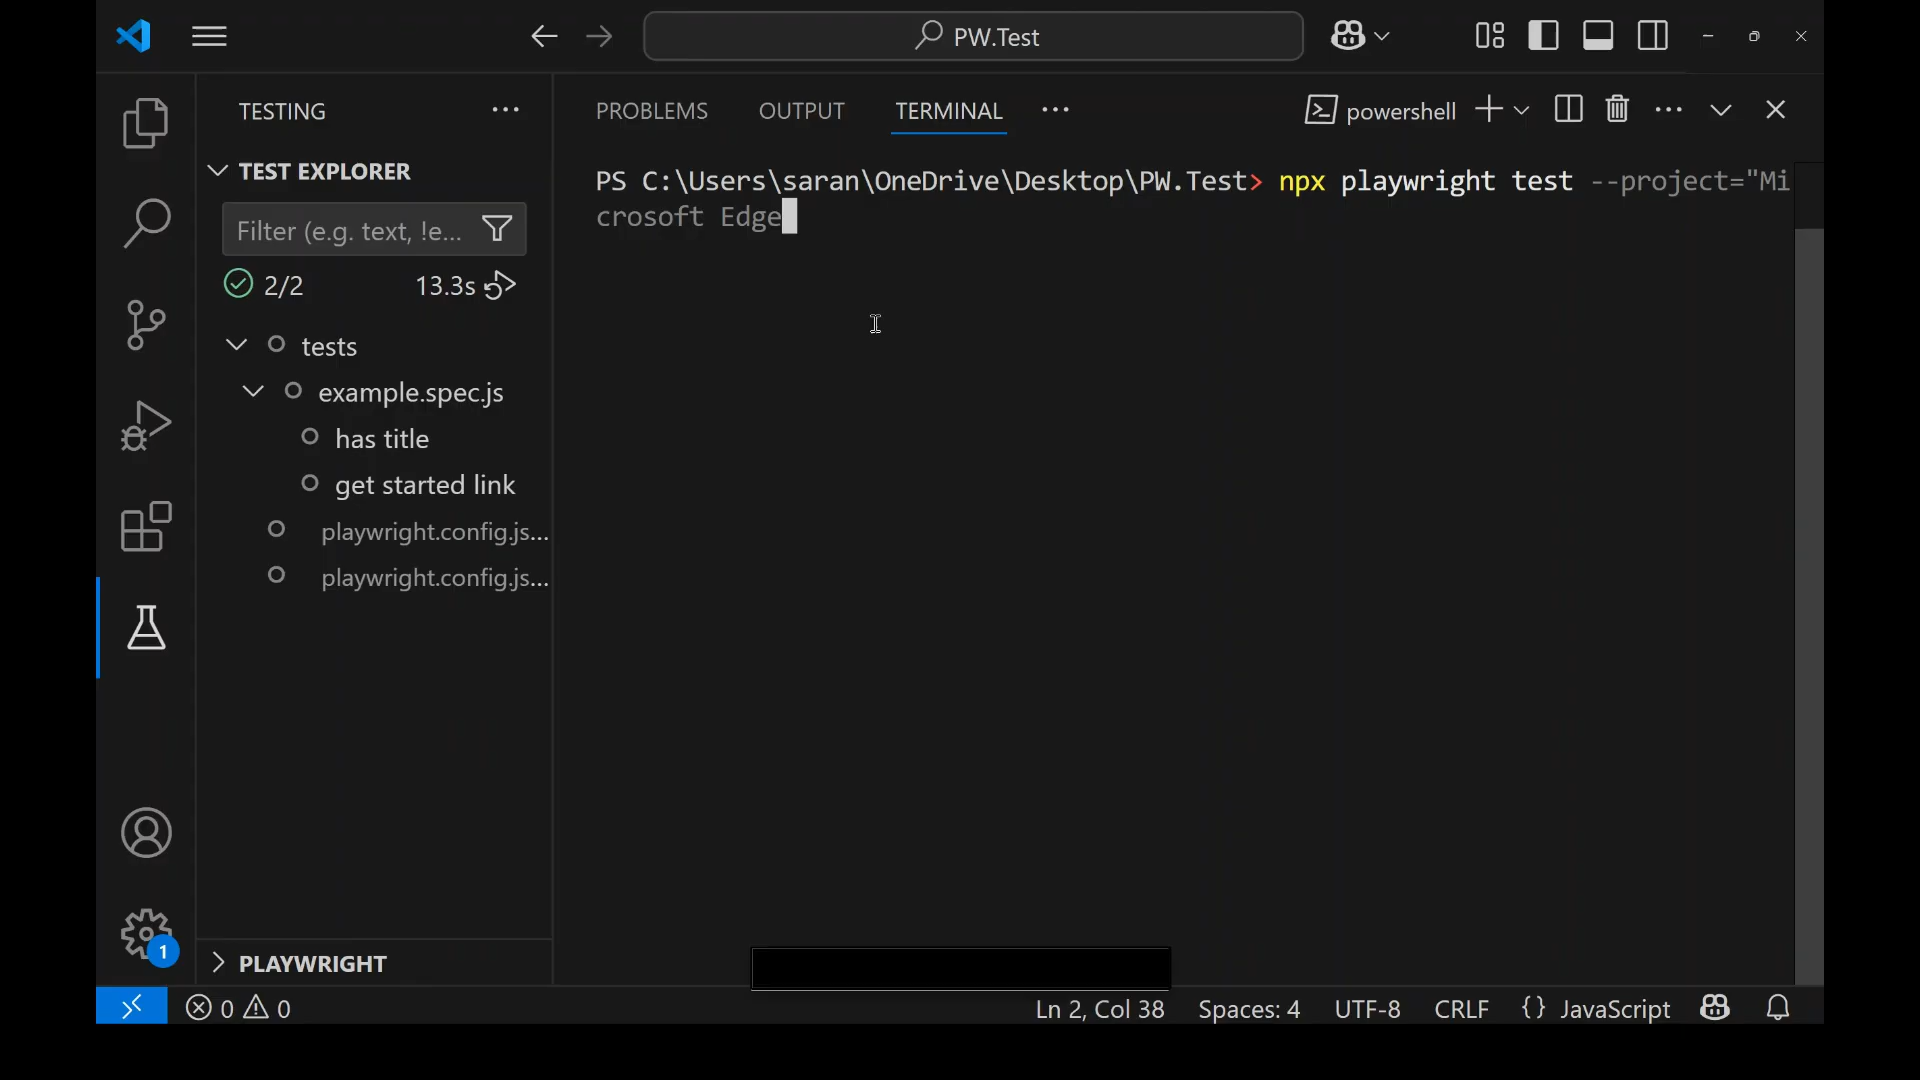 PW.Test
TESTING
PROBLEMS OUTPUT TERMINAL
powershell
TEST EXPLORER
PS C:\Users\saran\OneDrive\Desktop\PW.Test> npx playwright test --project="Mi
crosoft Edge
Filter (e.g. text, !e...
2/2 13.3s
tests
example.spec.js
has title
get started link
playwright.config.js...
playwright.config.js...
1
PLAYWRIGHT
0 0 Ln 2, Col 38 Spaces: 4 UTF-8 CRLF {} JavaScript